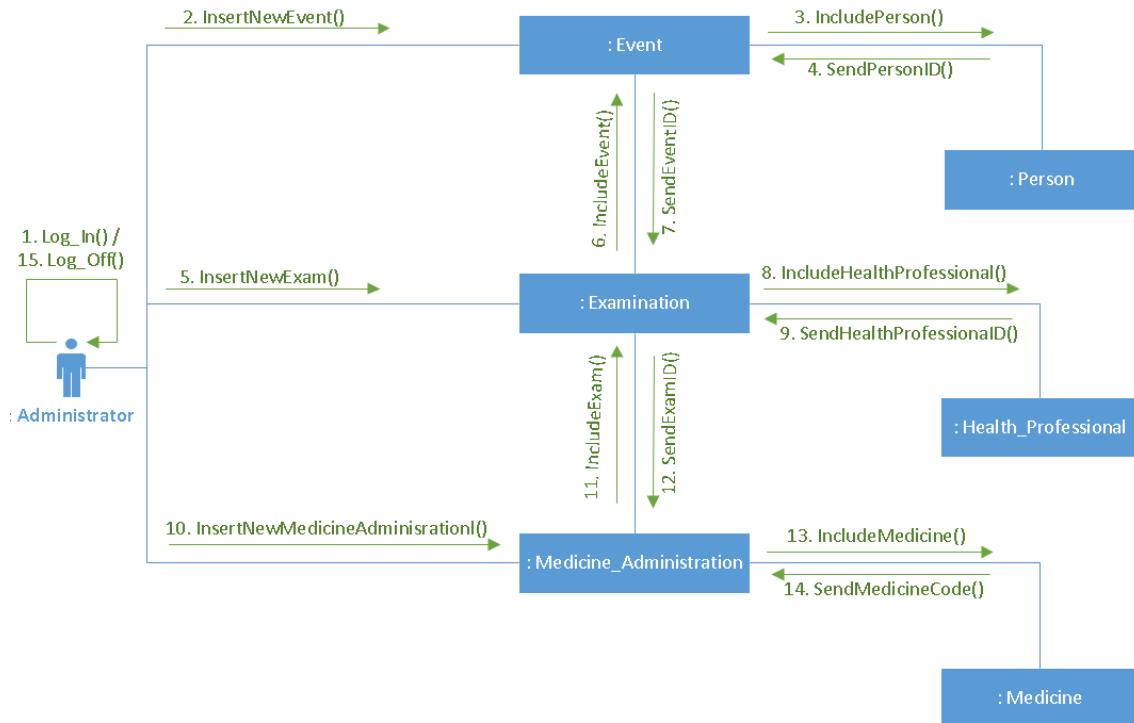 2. InsertNewEvent()
3. IncludePerson()
: Event
4. SendPersonID()
6. IncludeEvent()
7. SendEventID()
: Person
1. Log_In() /
15. Log_Off()
5. InsertNewExam()
8. IncludeHealthProfessional()
: Examination
9. SendHealthProfessionaID()
: Administrator
11. IncludeExam()
12. SendExamID()
: Health_Professional
10. InsertNewMedicineAdminisrationl()
13. IncludeMedicine()
: Medicine_Administration
14. SendMedicineCode()
: Medicine